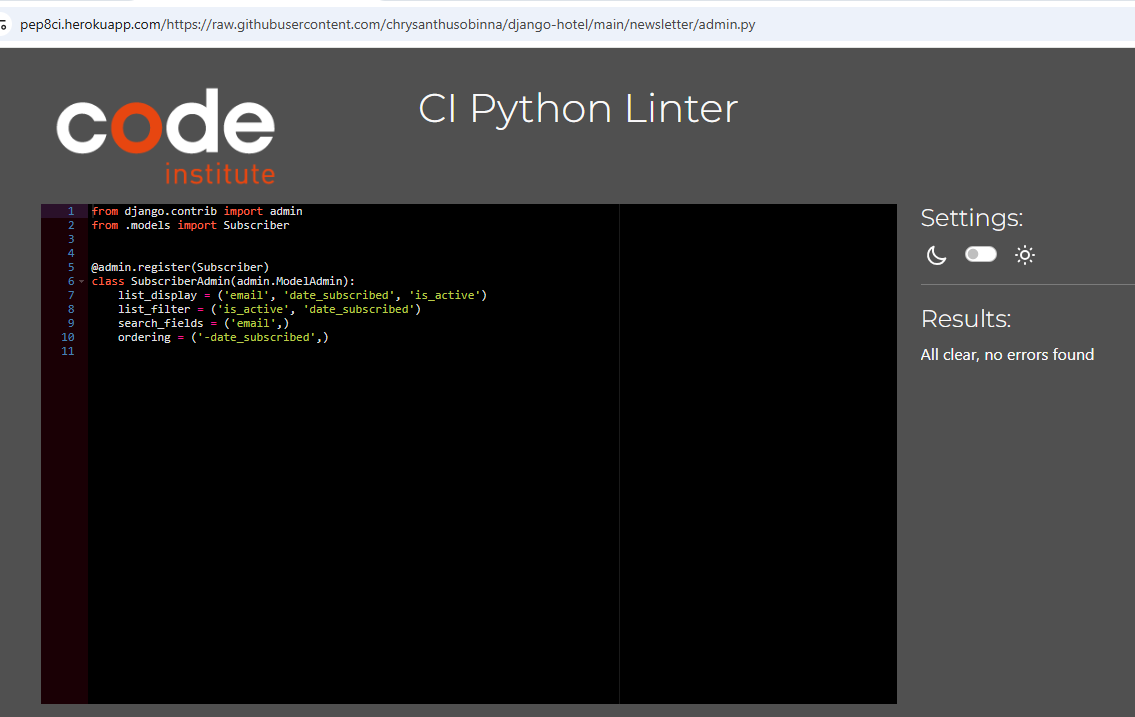 pep8ci.herokuapp.com/https://raw.githubusercontent.com/chrysanthusobinna/django-hotel/main/newsletter/admin.py
code
institute
CI Python Linter
1 from django.contrib import admin
2 from .models import Subscriber
3
4
5 @admin.register(Subscriber)
6 class SubscriberAdmin(admin.ModelAdmin):
7     list_display = ('email', 'date_subscribed', 'is_active')
8     list_filter = ('is_active', 'date_subscribed')
9     search_fields = ('email',)
10     ordering = ('-date_subscribed',)
11
Settings:
Results:
All clear, no errors found